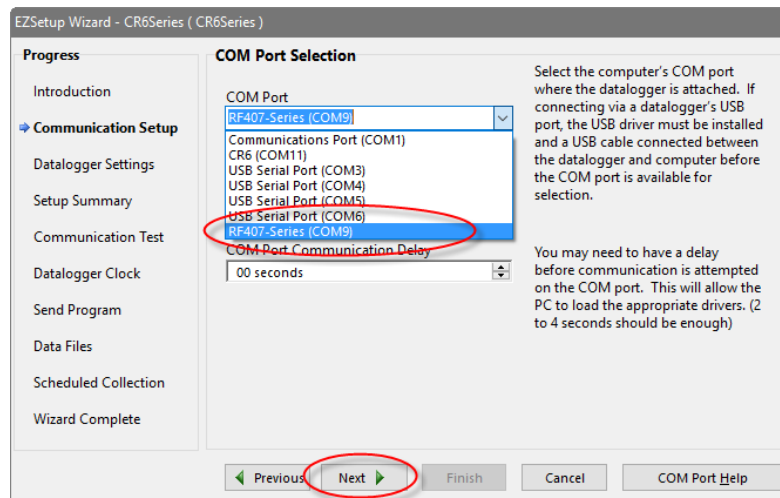 EZSetup Wizard - CR6Series ( CR6Series )
Progress
Introduction
Communication Setup
Datalogger Settings
Setup Summary
Communication Test
Datalogger Clock
Send Program
Data Files
Scheduled Collection
Wizard Complete
COM Port Selection
COM Port
RF407-Series (COM9)
Communications Port (COM1)
CR6 (COM11)
USB Serial Port (COM3)
USB Serial Port (COM4)
USB Serial Port (COM5)
USB Serial Port (COM6)
RF407-Series (COM9)
COM Port Communication Delay
00 seconds
Select the computer's COM port
where the datalogger is attached. If
connecting via a datalogger's USB
port, the USB driver must be installed
and a USB cable connected between
the datalogger and computer before
the COM port is available for
selection.
You may need to have a delay
before communication is attempted
on the COM port. This will allow the
PC to load the appropriate drivers. (2
to 4 seconds should be enough)
Previous
Next
Finish
Cancel
COM Port Help